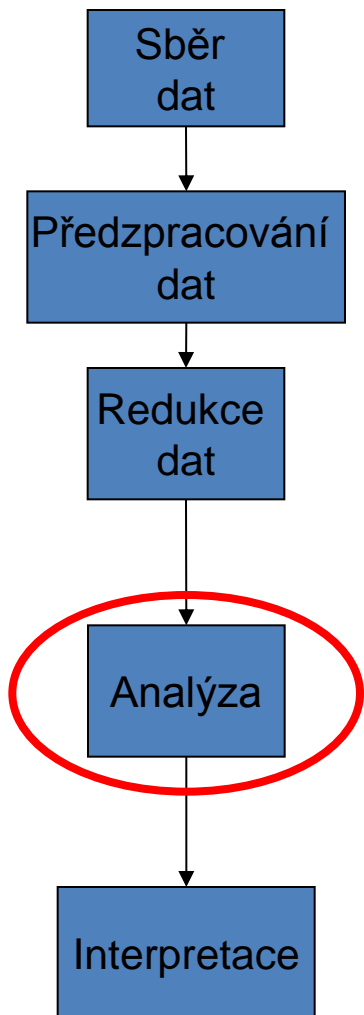 Sběr
dat
Předzpracování
dat
Redukce
dat
Analýza
Interpretace